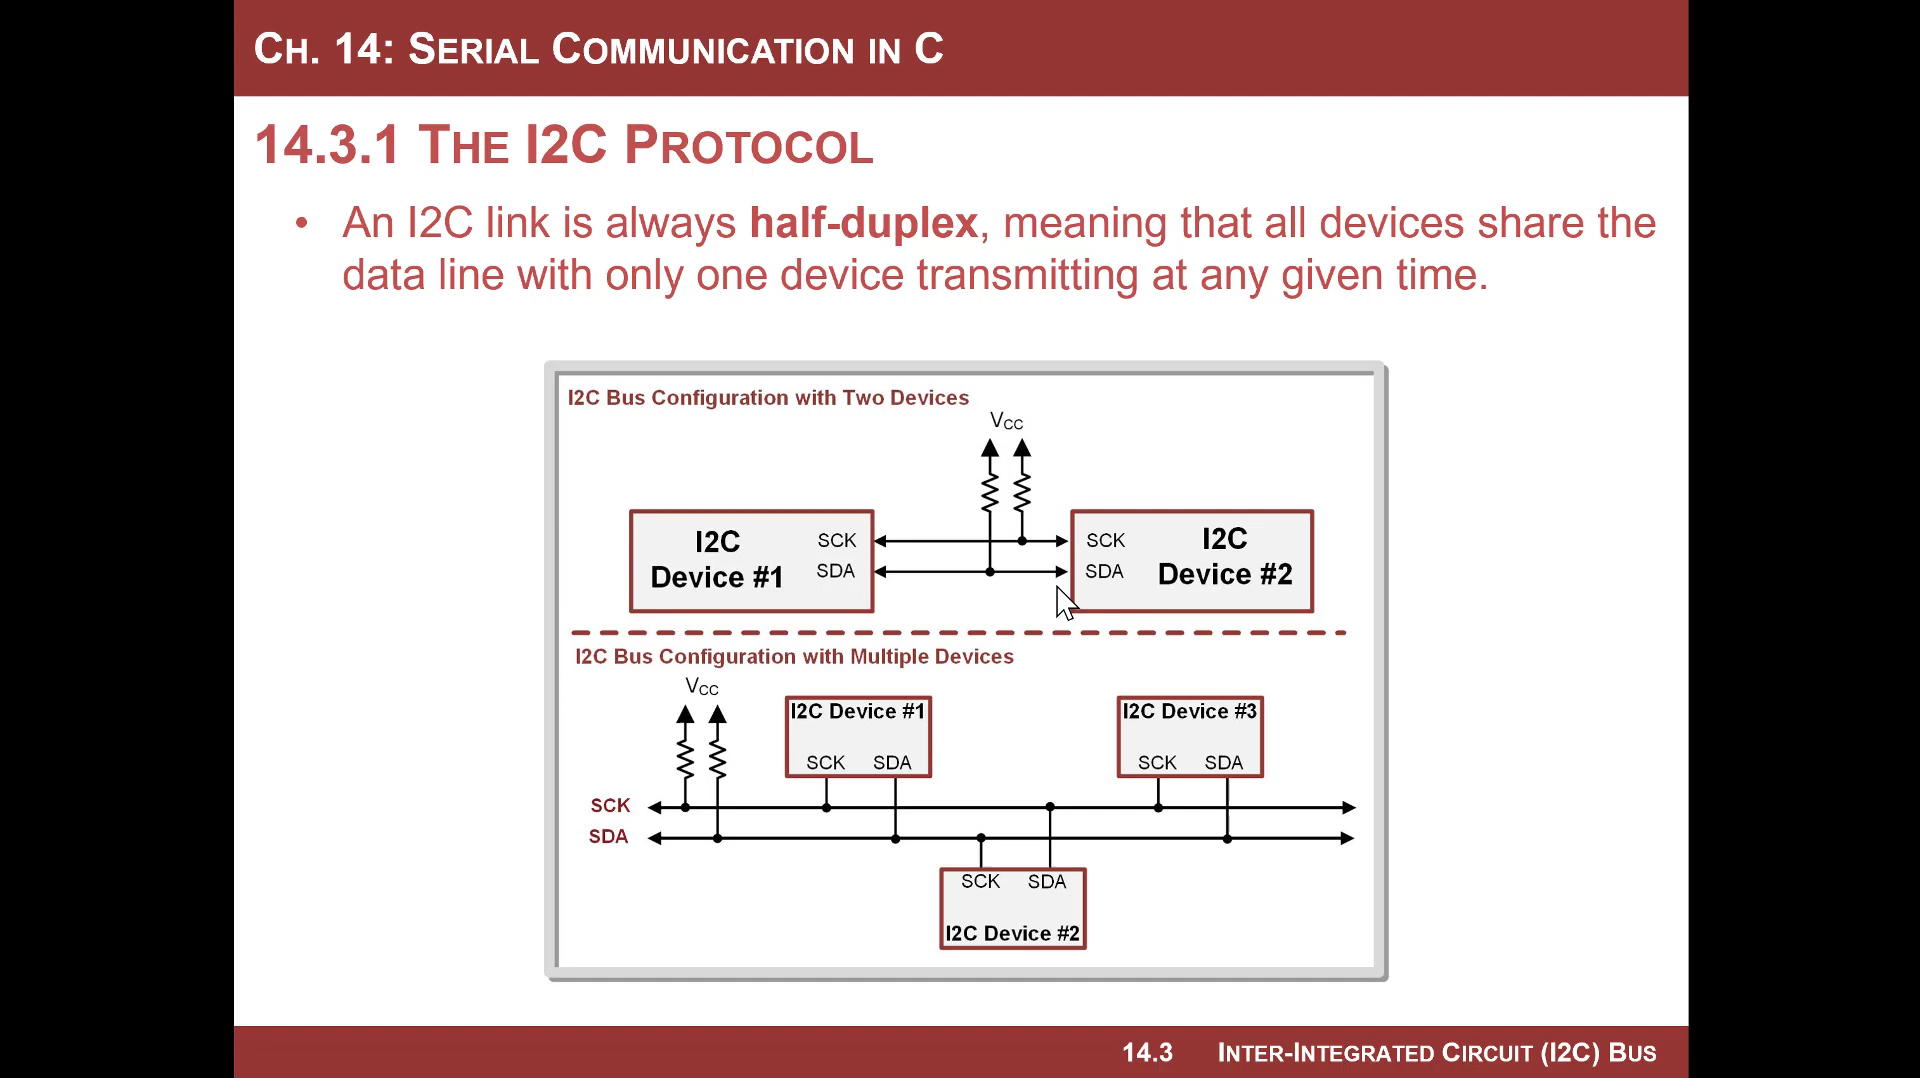 CH. 14: SERIAL COMMUNICATION IN C
14.3.1 THE I2C PROTOCOL
• An I2C link is always half-duplex, meaning that all devices share the
data line with only one device transmitting at any given time.
I2C Bus Configuration with Two Devices
VCC
I2C
Device #1
SCK
SDA
SCK
SDA
I2C
Device #2
I2C Bus Configuration with Multiple Devices
VCC
I2C Device #1
SCK SDA
I2C Device #3
SCK SDA
SCK
SDA
SCK SDA
I2C Device #2
14.3 INTER-INTEGRATED CIRCUIT (I2C) BUS